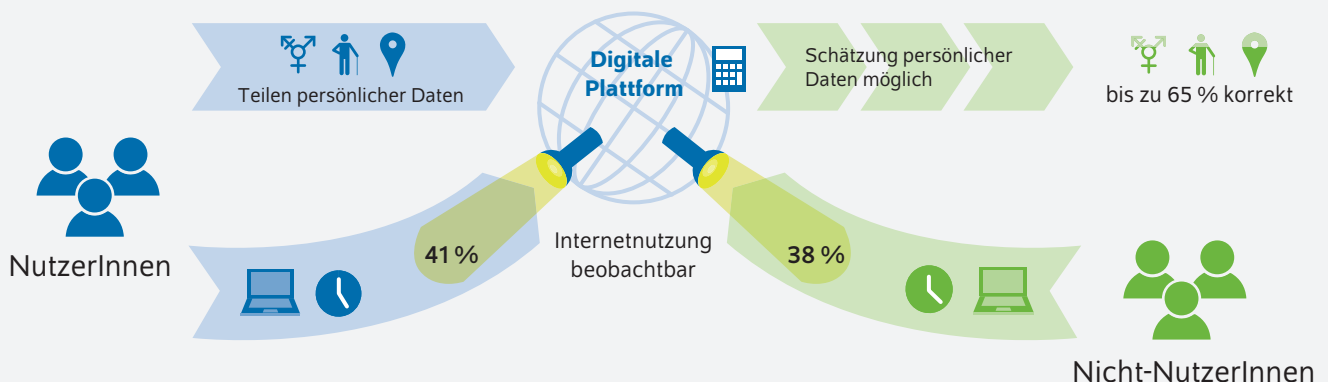 Teilen persönlicher Daten
Digitale
Plattform
Schätzung persönlicher
Daten möglich
bis zu 65 % korrekt
NutzerInnen
41 %
Internetnutzung
beobachtbar
38 %
Nicht-NutzerInnen